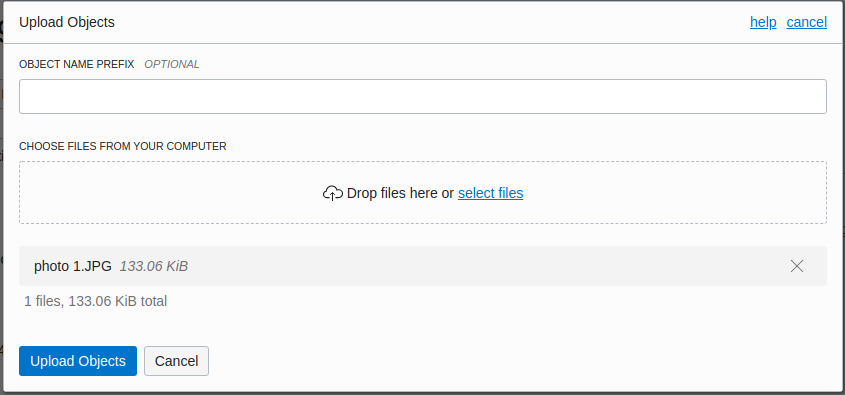 Upload Objects help cancel
OBJECT NAME PREFIX OPTIONAL
CHOOSE FILES FROM YOUR COMPUTER
Drop files here or select files
photo 1.JPG 133.06 KiB
1 files, 133.06 KiB total
Upload Objects Cancel